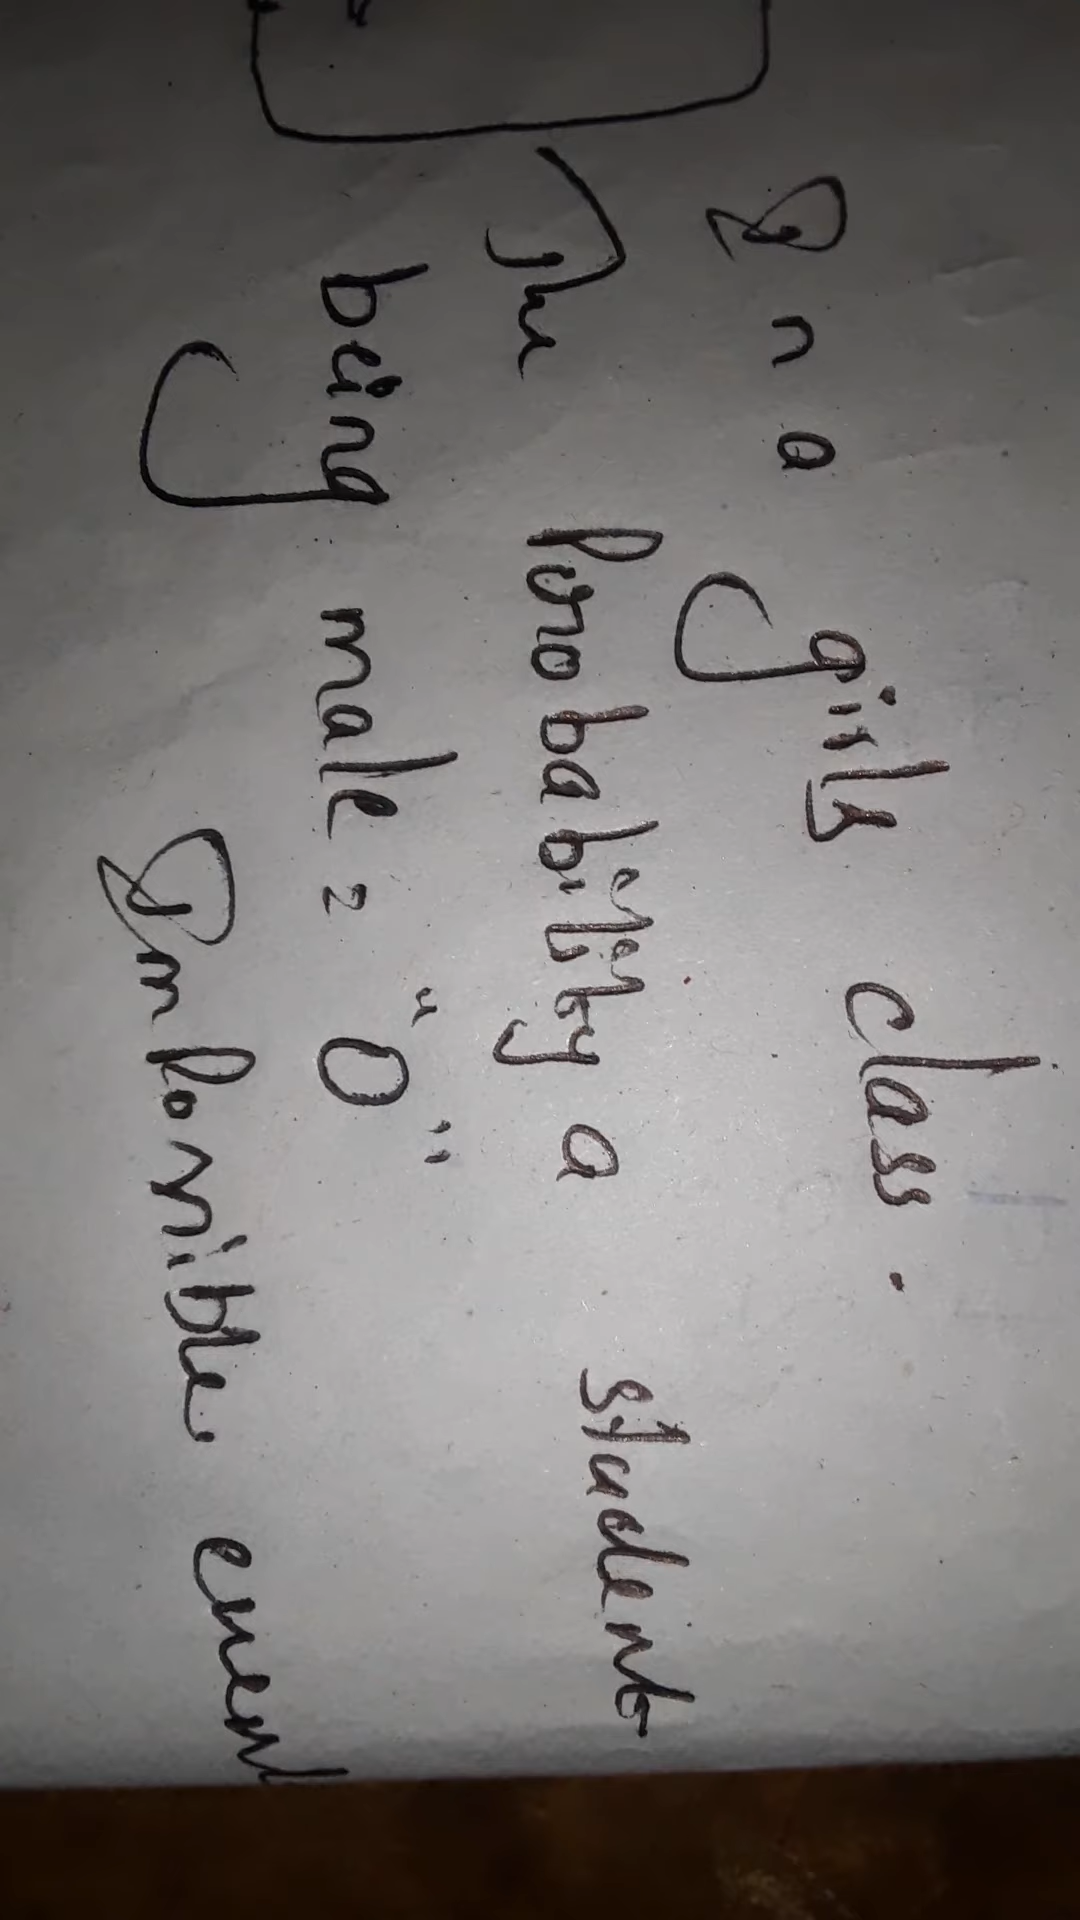 In a girls class.
The Probability a student
being male = "0"
Impossible event